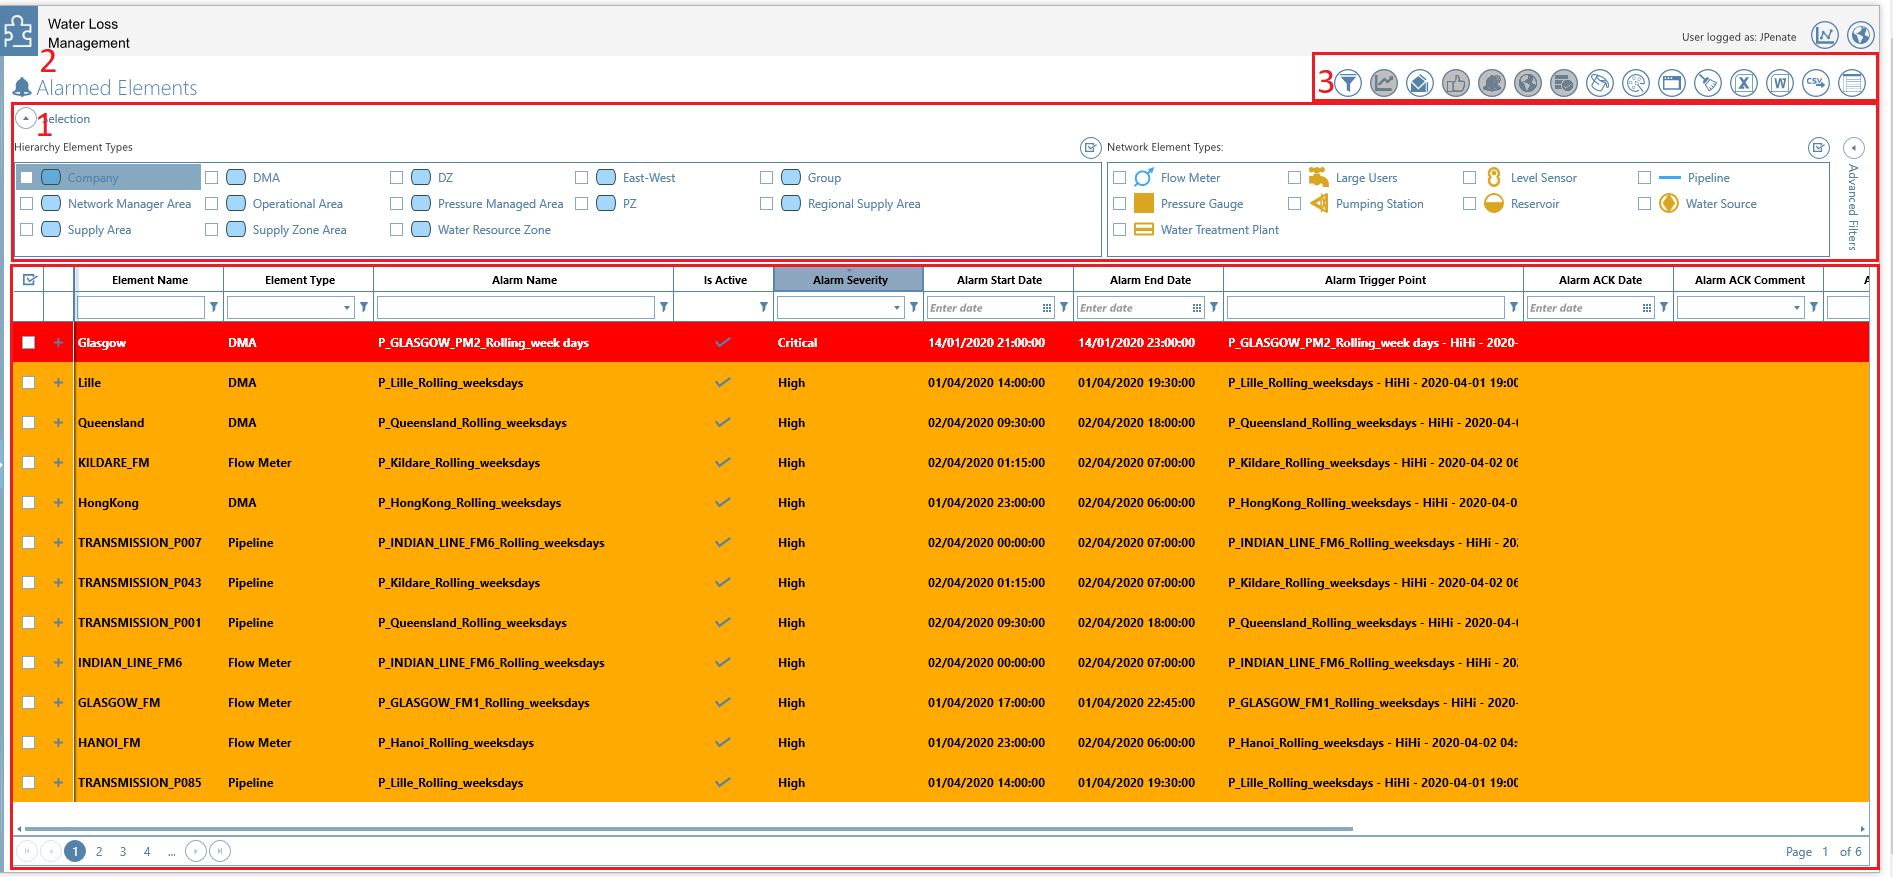 Water Loss
Management
User logged as: JPenate
2
Alarmed Elements
3
X W CSV
1
Selection
Hierarchy Element Types
Network Element Types:
Company DMA DZ East-West Group
Network Manager Area Operational Area Pressure Managed Area PZ Regional Supply Area
Supply Area Supply Zone Area Water Resource Zone
Flow Meter Large Users Level Sensor Pipeline
Pressure Gauge Pumping Station Reservoir Water Source
Water Treatment Plant
Advanced Filters
Element Name Element Type Alarm Name Is Active Alarm Severity Alarm Start Date Alarm End Date Alarm Trigger Point Alarm ACK Date Alarm ACK Comment A
Enter date Enter date Enter date
Glasgow DMA P_GLASGOW_PM2_Rolling_week days Critical 14/01/2020 21:00:00 14/01/2020 23:00:00 P_GLASGOW_PM2_Rolling_week days - HiHi - 2020-
Lille DMA P_Lille_Rolling_weeksdays High 01/04/2020 14:00:00 01/04/2020 19:30:00 P_Lille_Rolling_weeksdays - HiHi - 2020-04-01 19:00
Queensland DMA P_Queensland_Rolling_weeksdays High 02/04/2020 09:30:00 02/04/2020 18:00:00 P_Queensland_Rolling_weeksdays - HiHi - 2020-04-
KILDARE_FM Flow Meter P_Kildare_Rolling_weeksdays High 02/04/2020 01:15:00 02/04/2020 07:00:00 P_Kildare_Rolling_weeksdays - HiHi - 2020-04-02 06
HongKong DMA P_HongKong_Rolling_weeksdays High 01/04/2020 23:00:00 02/04/2020 06:00:00 P_HongKong_Rolling_weeksdays - HiHi - 2020-04-0
TRANSMISSION_P007 Pipeline P_INDIAN_LINE_FM6_Rolling_weeksdays High 02/04/2020 00:00:00 02/04/2020 07:00:00 P_INDIAN_LINE_FM6_Rolling_weeksdays - HiHi - 202
TRANSMISSION_P043 Pipeline P_Kildare_Rolling_weeksdays High 02/04/2020 01:15:00 02/04/2020 07:00:00 P_Kildare_Rolling_weeksdays - HiHi - 2020-04-02 06
TRANSMISSION_P001 Pipeline P_Queensland_Rolling_weeksdays High 02/04/2020 09:30:00 02/04/2020 18:00:00 P_Queensland_Rolling_weeksdays - HiHi - 2020-04-
INDIAN_LINE_FM6 Flow Meter P_INDIAN_LINE_FM6_Rolling_weeksdays High 02/04/2020 00:00:00 02/04/2020 07:00:00 P_INDIAN_LINE_FM6_Rolling_weeksdays - HiHi - 202
GLASGOW_FM Flow Meter P_GLASGOW_FM1_Rolling_weeksdays High 01/04/2020 17:00:00 01/04/2020 22:45:00 P_GLASGOW_FM1_Rolling_weeksdays - HiHi - 2020-
HANOI_FM Flow Meter P_Hanoi_Rolling_weeksdays High 01/04/2020 23:00:00 02/04/2020 06:00:00 P_Hanoi_Rolling_weeksdays - HiHi - 2020-04-02 04:
TRANSMISSION_P085 Pipeline P_Lille_Rolling_weeksdays High 01/04/2020 14:00:00 01/04/2020 19:30:00 P_Lille_Rolling_weeksdays - HiHi - 2020-04-01 19:00
1 2 3 4 ... Page 1 of 6